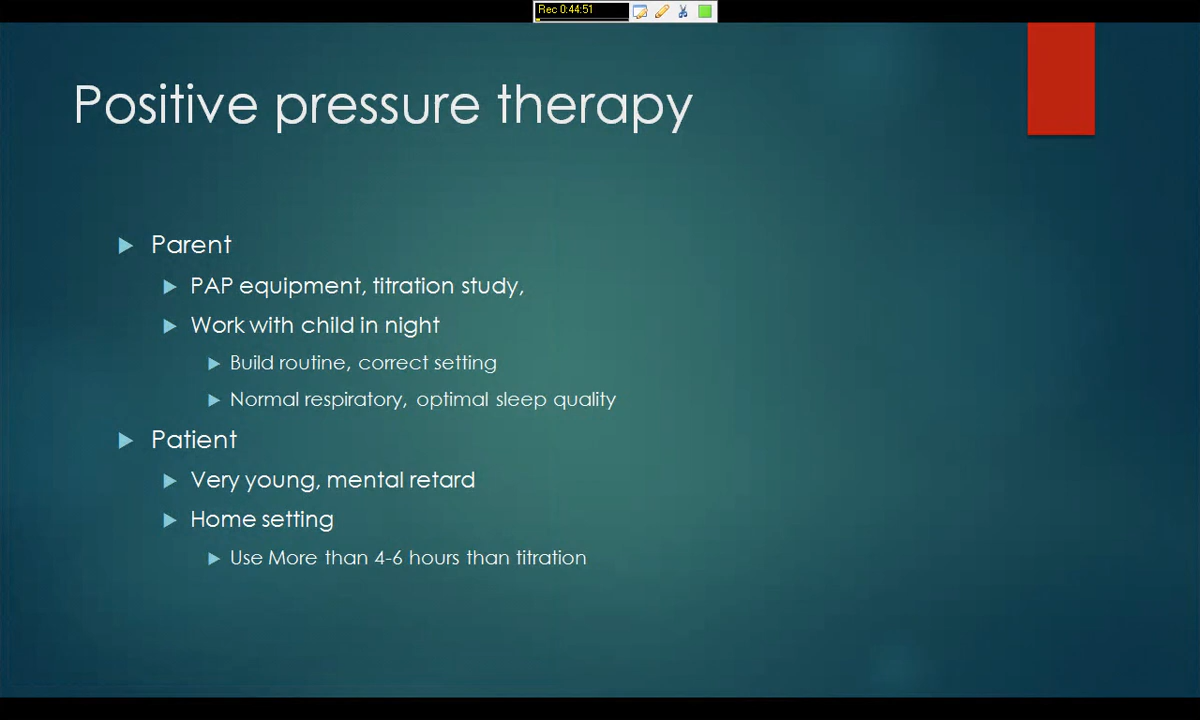 Rec 0:44:51
Positive pressure therapy
Parent
PAP equipment, titration study,
Work with child in night
Build routine, correct setting
Normal respiratory, optimal sleep quality
Patient
Very young, mental retard
Home setting
Use More than 4-6 hours than titration